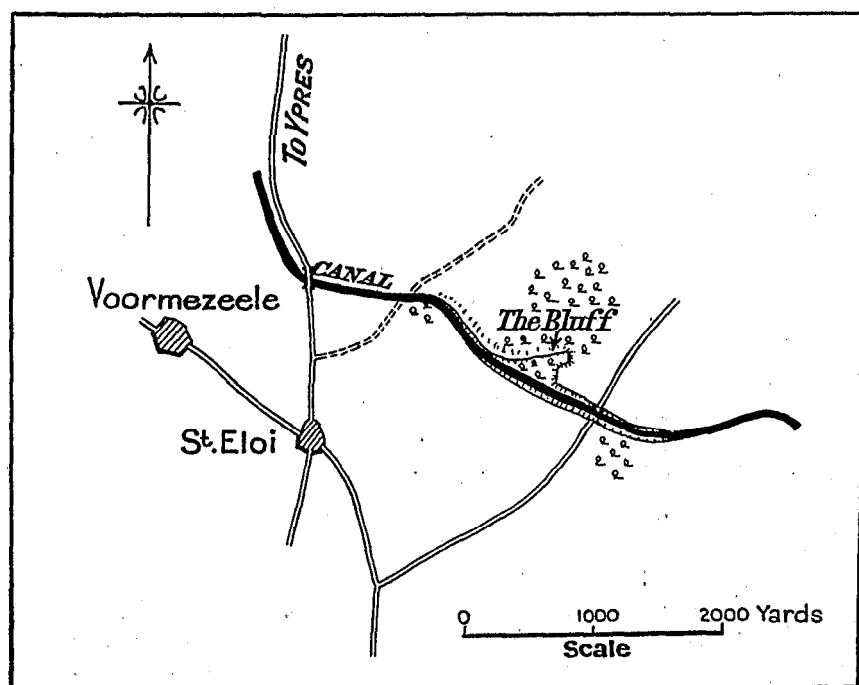 TO YPRES
CANAL
Voormezeele
The Bluff
St. Eloi
0 1000 2000 Yards
Scale